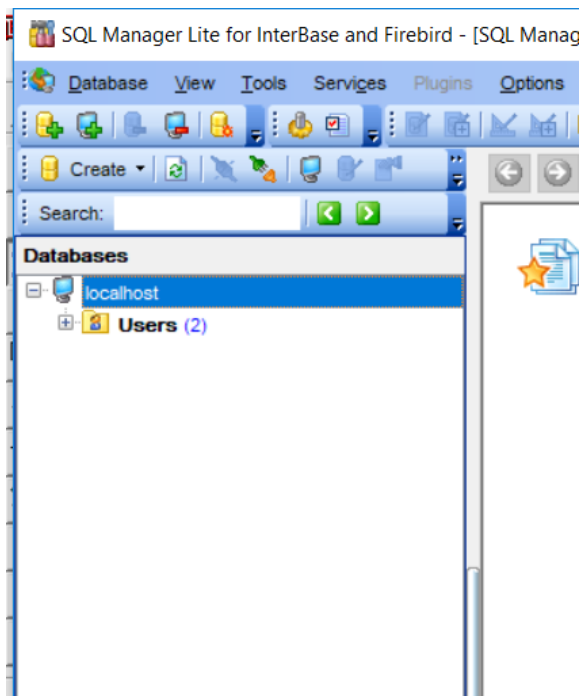 SQL Manager Lite for InterBase and Firebird - [SQL Manag
Database View Tools Services Plugins Options
Create
Search:
Databases
localhost
Users (2)